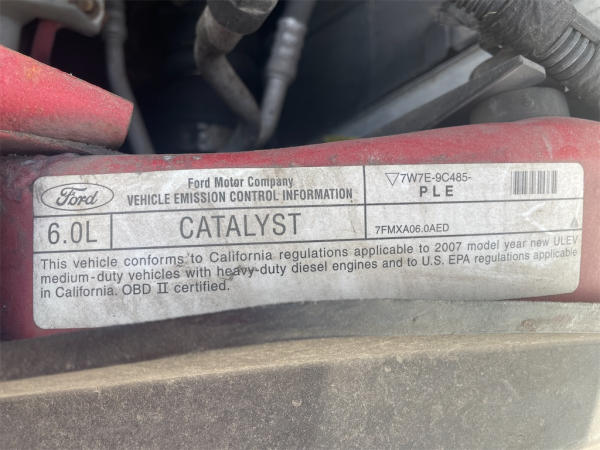 Ford
Ford Motor Company
VEHICLE EMISSION CONTROL INFORMATION
▽7W7E-9C485-
PLE
6.0L
CATALYST
7FMXA06.0AED
This vehicle conforms to California regulations applicable to 2007 model year new ULEV
medium-duty vehicles with heavy-duty diesel engines and to U.S. EPA regulations applicable
in California. OBD II certified.